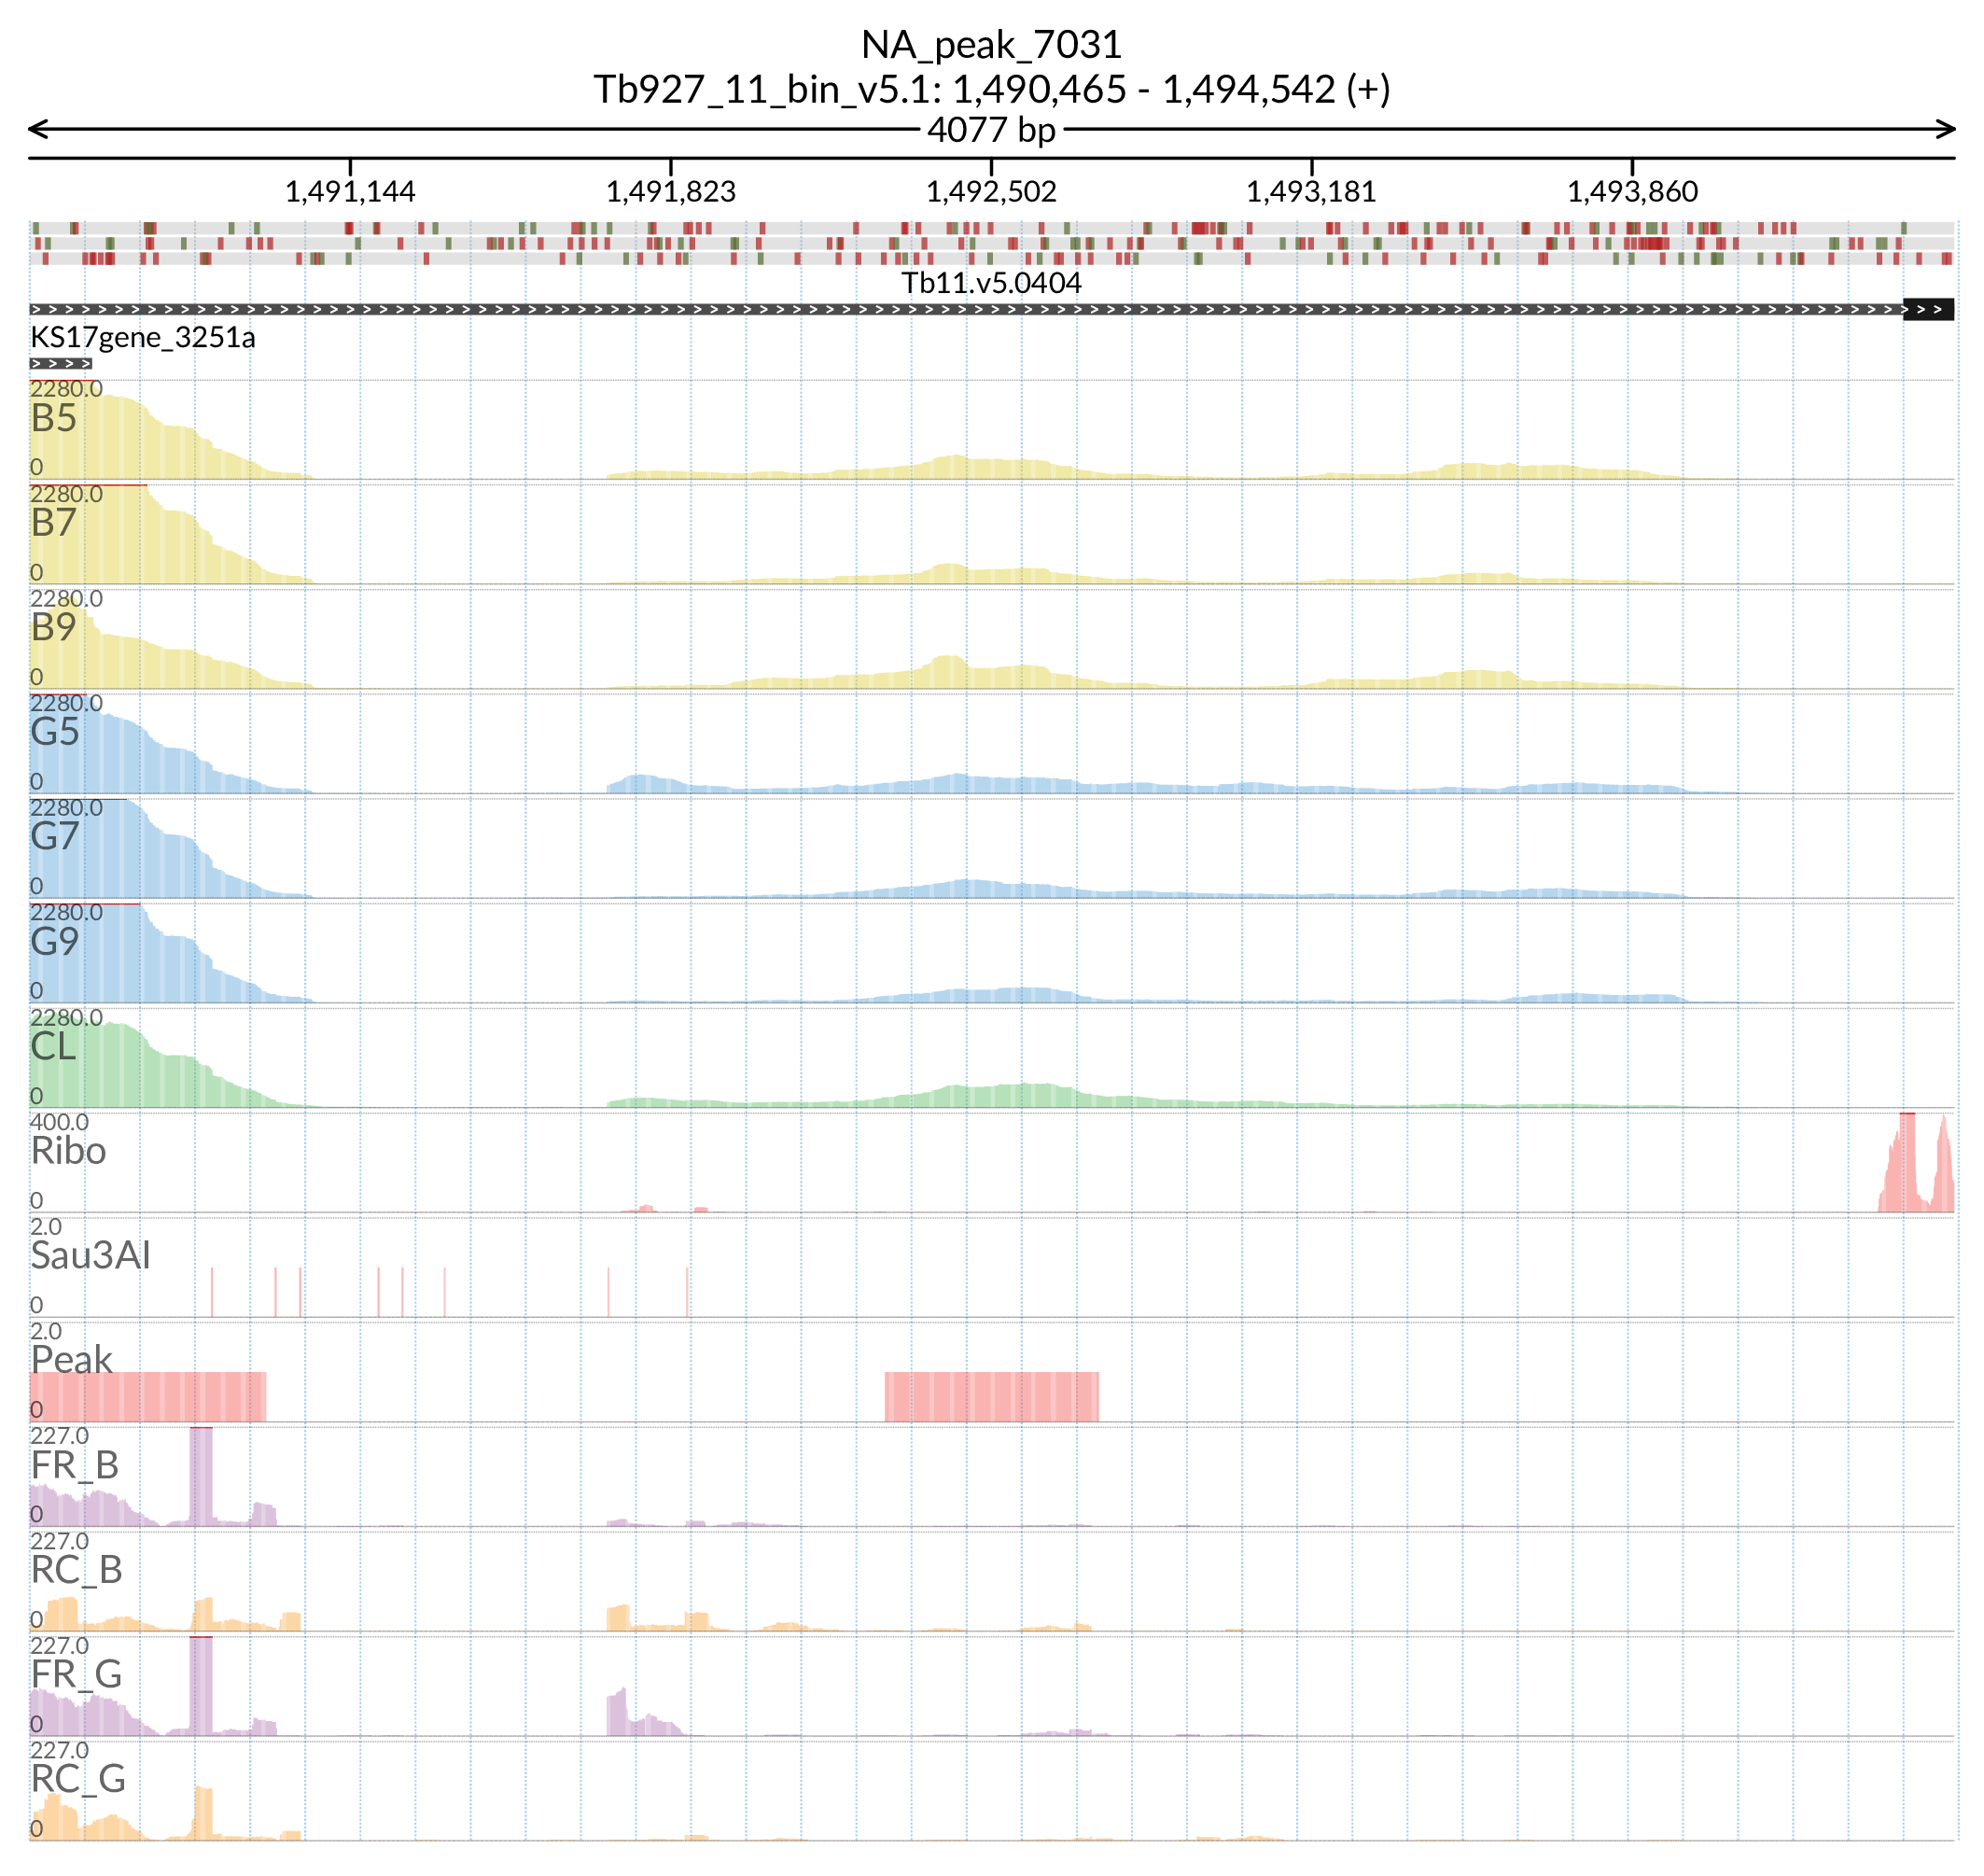 NA_peak_7031
Tb927_11_bin_v5.1: 1,490,465 - 1,494,542 (+)
4077 bp
1,491,144 1,491,823 1,492,502 1,493,181 1,493,860
Tb11.v5.0404
KS17gene_3251a
2280.0
B5
0
2280.0
B7
0
2280.0
B9
0
2280.0
G5
0
2280.0
G7
0
2280.0
G9
0
2280.0
CL
0
400.0
Ribo
0
2.0
Sau3AI
0
2.0
Peak
0
227.0
FR_B
0
227.0
RC_B
0
227.0
FR_G
0
227.0
RC_G
0